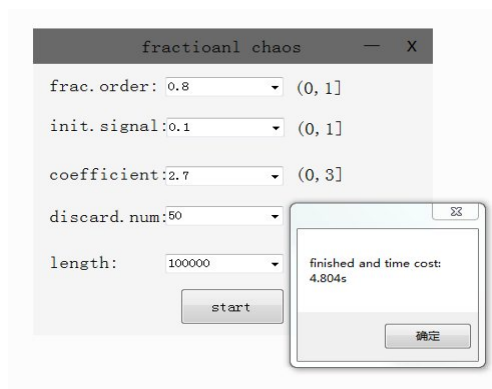 fractioanl chaos — X
frac.order: 0.8 (0,1]
init.signal: 0.1 (0,1]
coefficient: 2.7 (0,3]
discard.num: 50
length: 100000
start
finished and time cost:
4.804s
确定